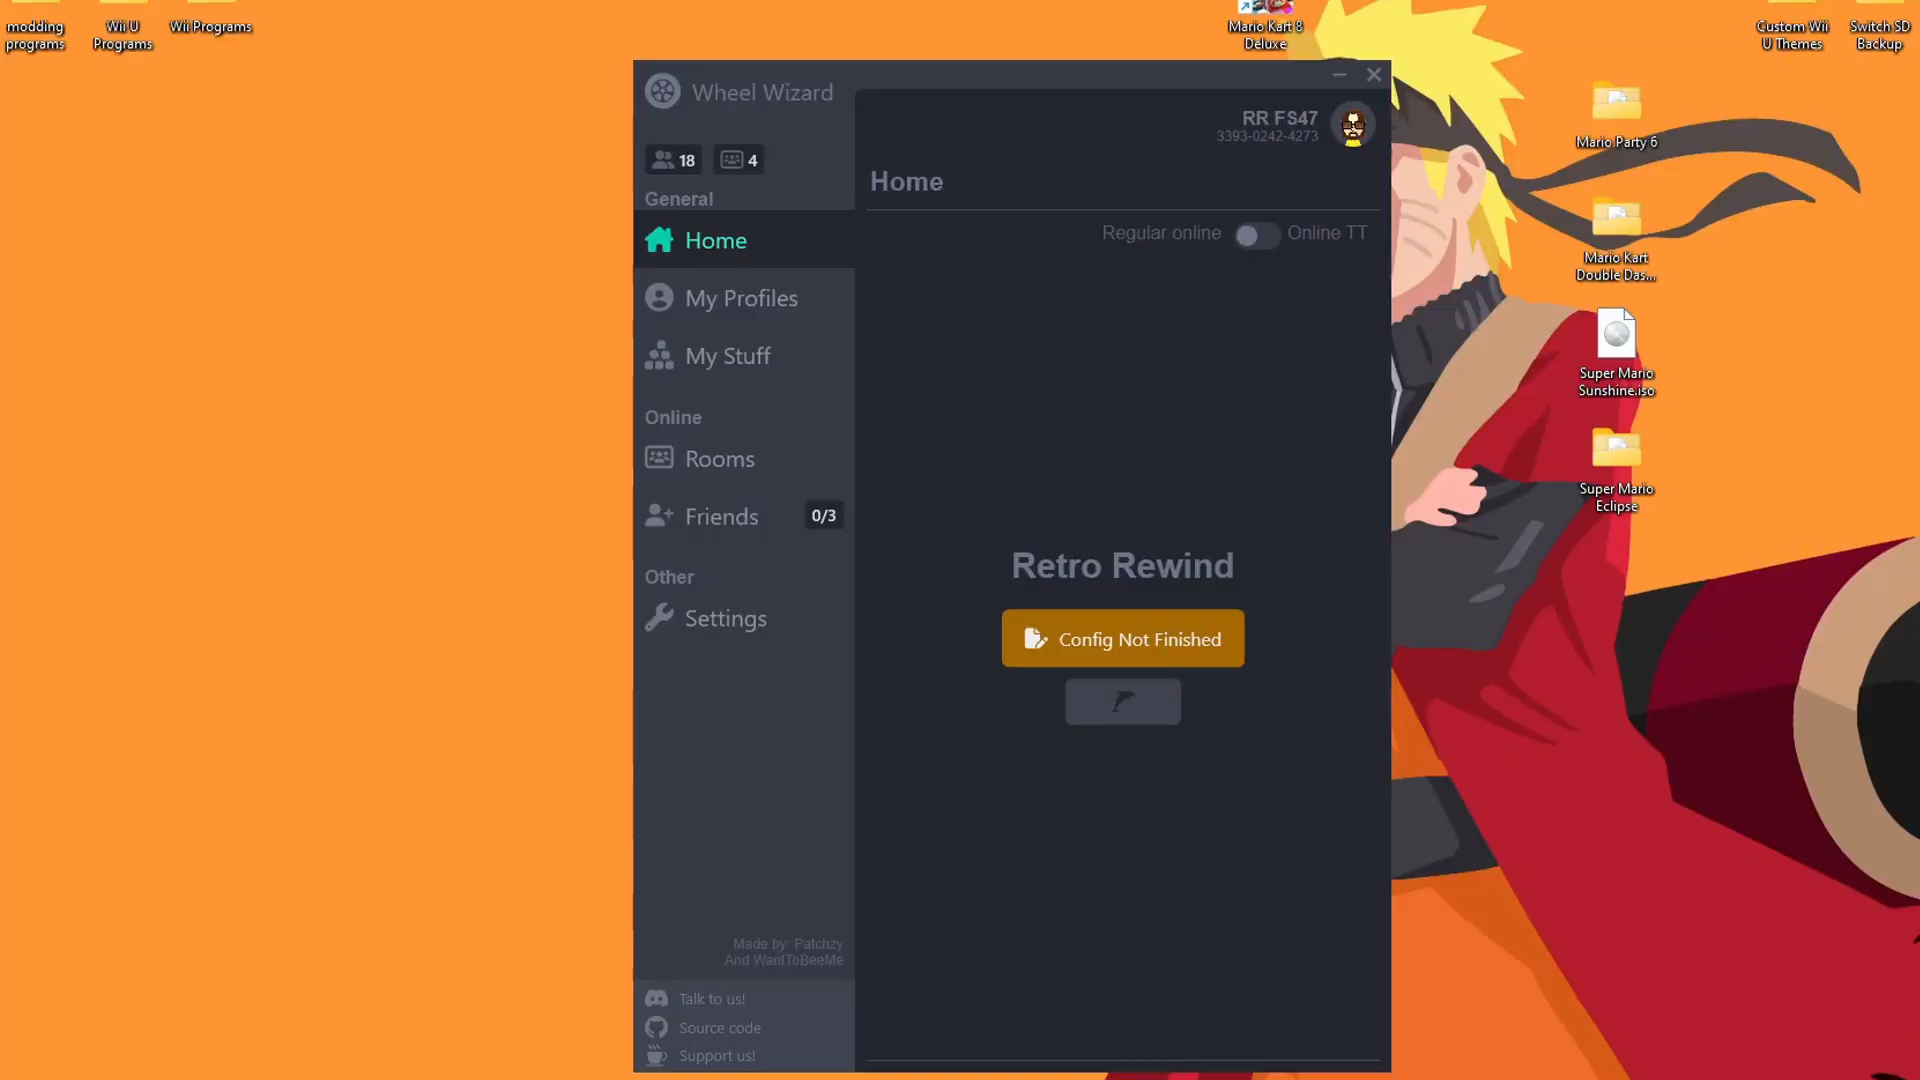 modding
programs
Wii U
Programs
Wii Programs
Mario Kart 8
Deluxe
Custom Wii
U Themes
Switch SD
Backup
Wheel Wizard
RR FS47
3393-0242-4273
18
4
Home
General
Home
Regular online
Online TT
My Profiles
My Stuff
Online
Rooms
Friends
0/3
Other
Settings
Retro Rewind
Config Not Finished
Made by: Patchzy
And WantToBeeMe
Talk to us!
Source code
Support us!
Mario Party 6
Mario Kart
Double Das...
Super Mario
Sunshine.iso
Super Mario
Eclipse